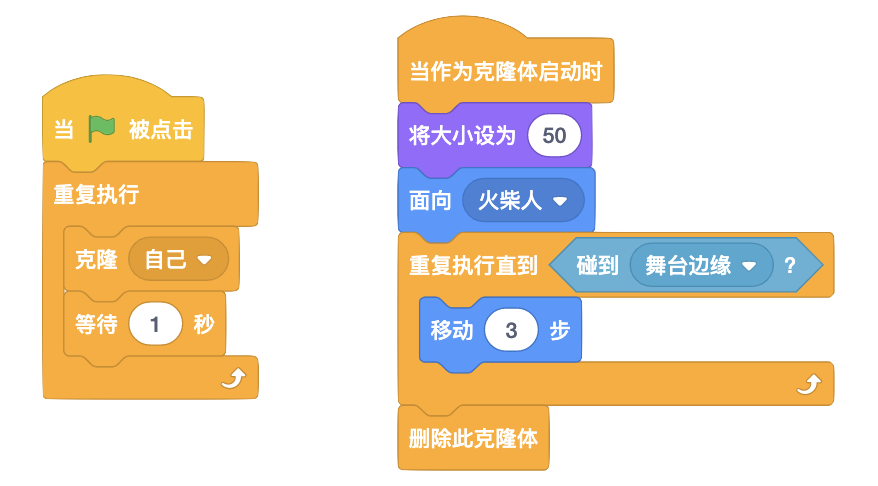 当 被点击
重复执行
克隆 自己
等待 1 秒
当作为克隆体启动时
将大小设为 50
面向 火柴人
重复执行直到 碰到 舞台边缘 ?
移动 3 步
删除此克隆体